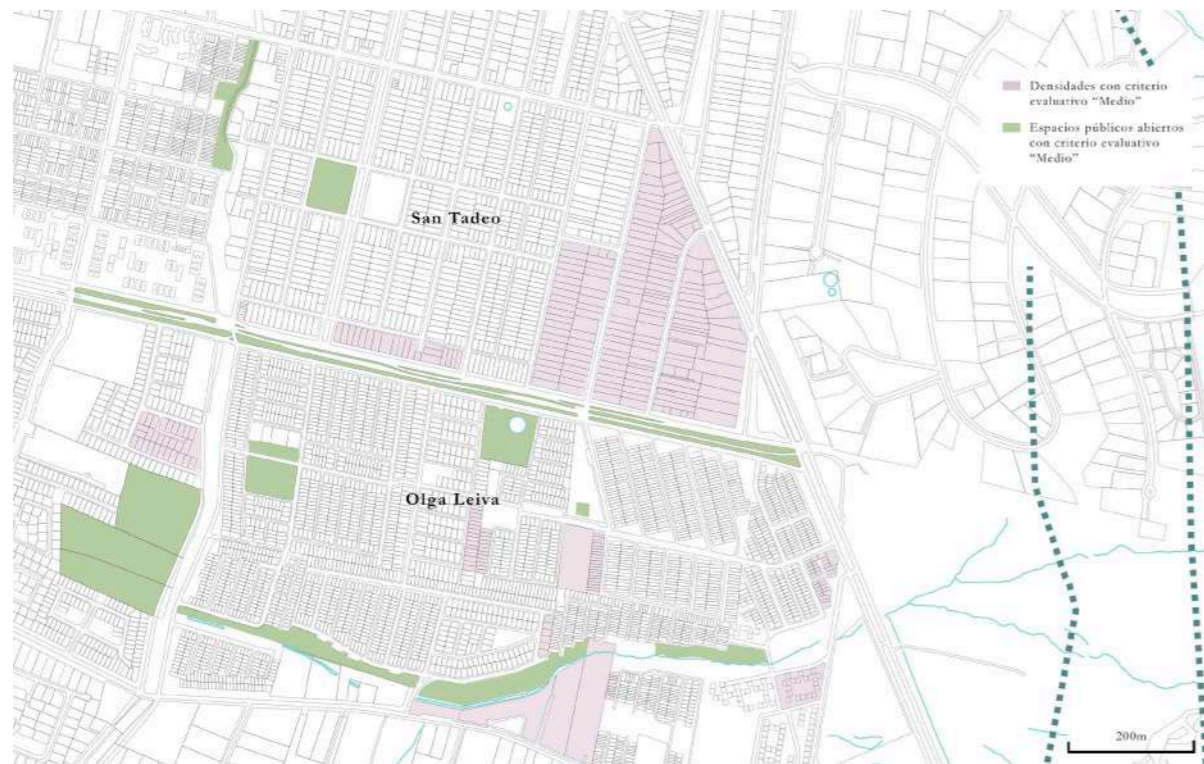 Densidades con criterio
evaluativo “Medio”
Espacios públicos abiertos
con criterio evaluativo
“Medio”
San Tadeo
Olga Leiva
200m